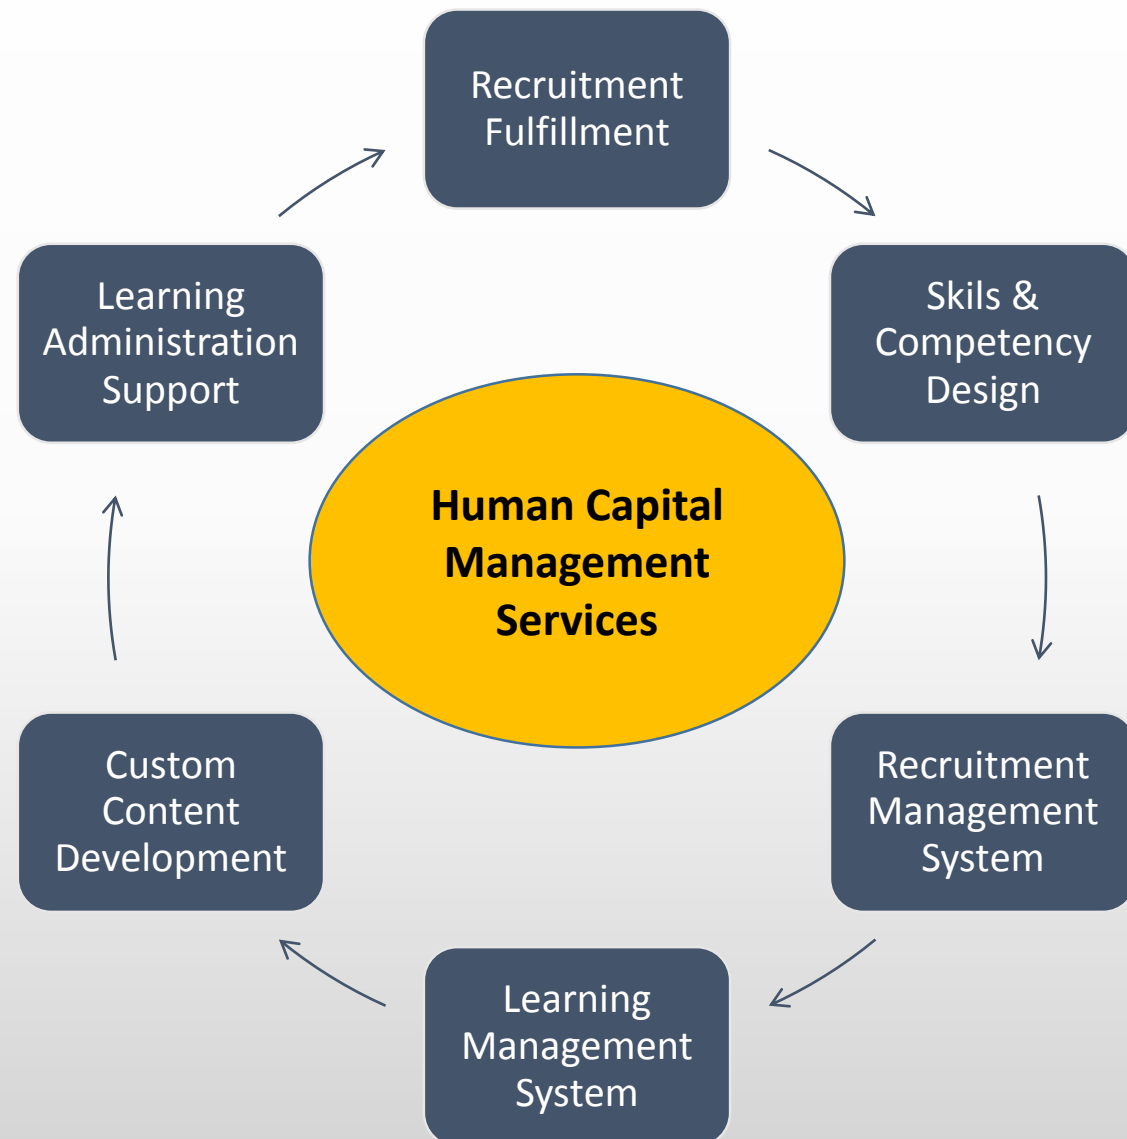 Recruitment
Fulfillment
Learning
Administration
Support
Skils &
Competency
Design
Human Capital
Management
Services
Custom
Content
Development
Recruitment
Management
System
Learning
Management
System